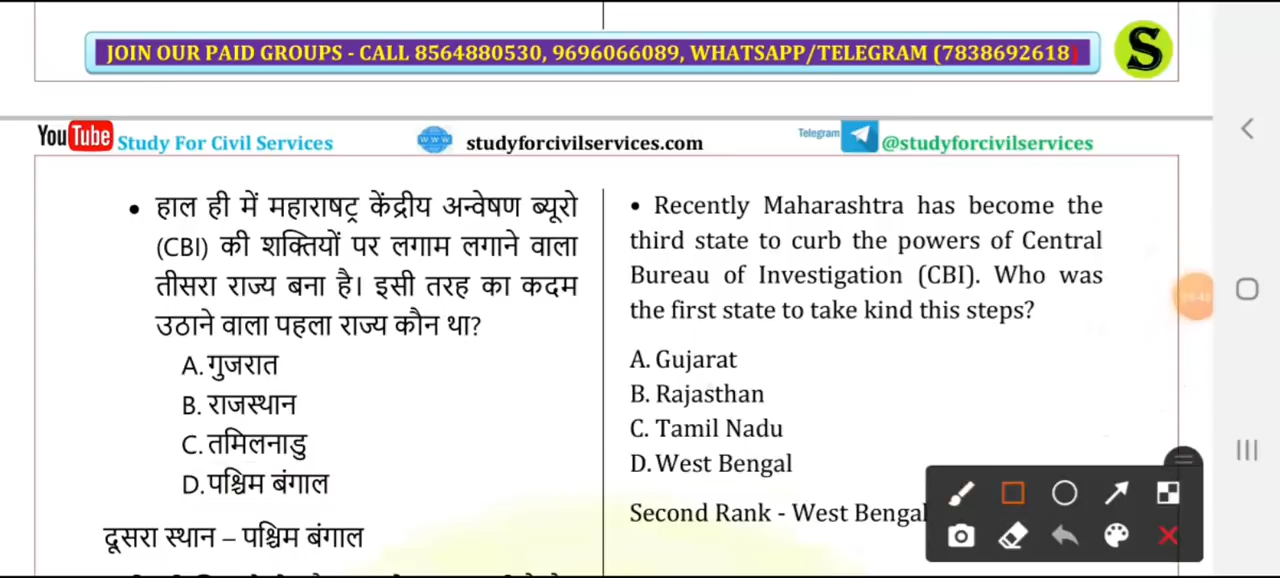 JOIN OUR PAID GROUPS - CALL 8564880530, 9696066089, WHATSAPP/TELEGRAM (7838692618)
S
YouTube Study For Civil Services
www studyforcivilservices.com
Telegram @studyforcivilservices
• हाल ही में महाराष्ट्र केंद्रीय अन्वेषण ब्यूरो
(CBI) की शक्तियों पर लगाम लगाने वाला
तीसरा राज्य बना है। इसी तरह का कदम
उठाने वाला पहला राज्य कौन था?
A. गुजरात
B. राजस्थान
C. तमिलनाडु
D. पश्चिम बंगाल
दूसरा स्थान – पश्चिम बंगाल
• Recently Maharashtra has become the
third state to curb the powers of Central
Bureau of Investigation (CBI). Who was
the first state to take kind this steps?
A. Gujarat
B. Rajasthan
C. Tamil Nadu
D. West Bengal
Second Rank - West Bengal